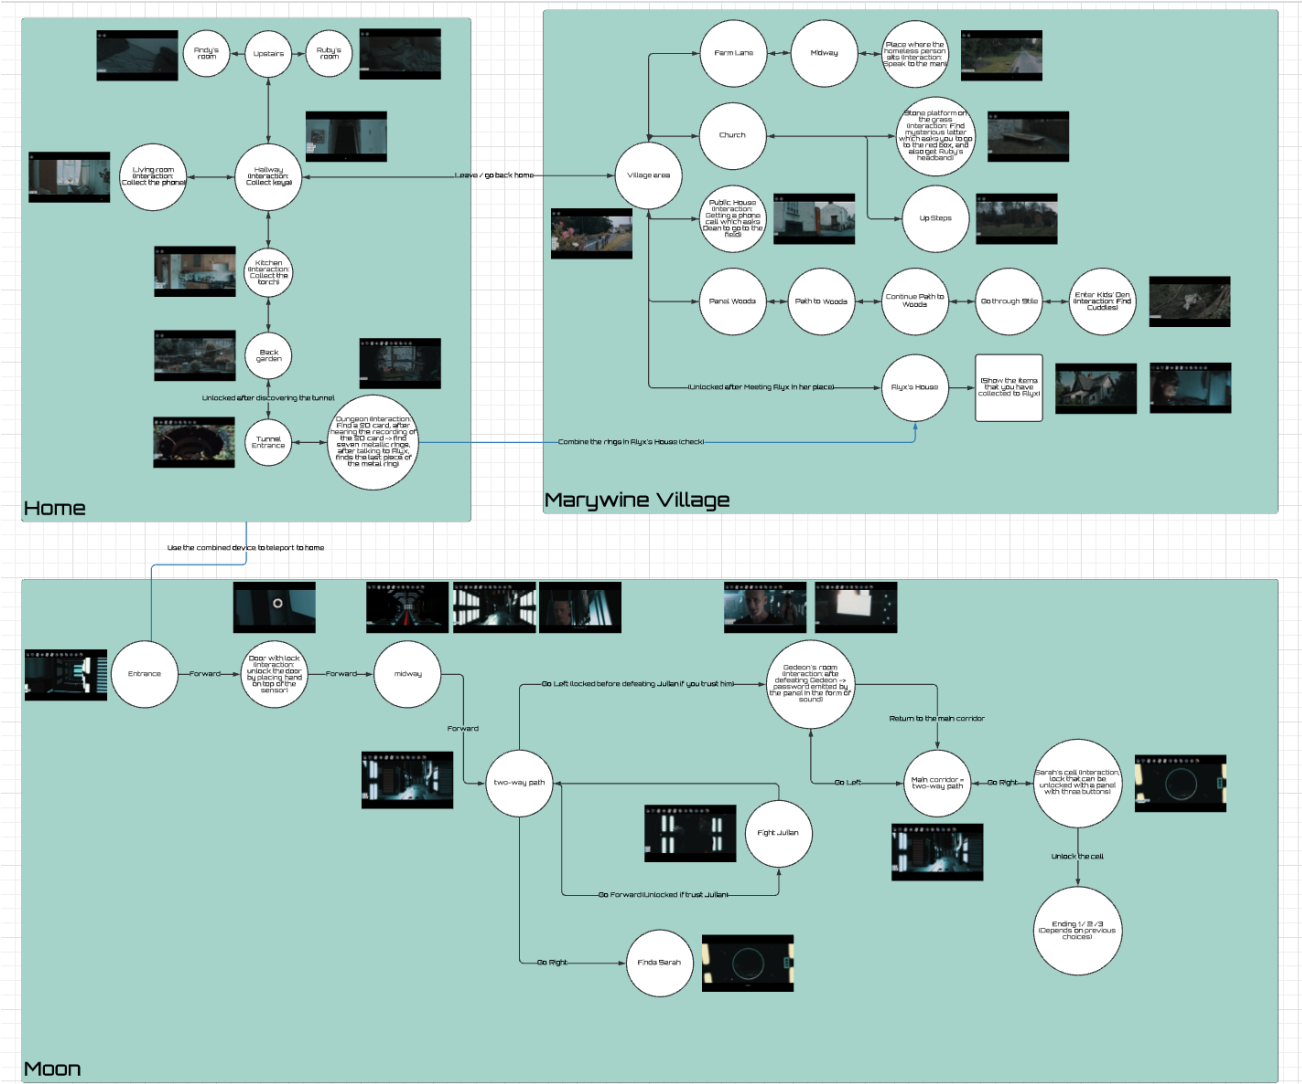 Andy's
room
Upstairs
Ruby's
room
Living room
(Interaction:
Collect the phone)
Hallway
(Interaction:
Collect keys)
Kitchen
(Interaction:
Collect the
torch)
Back
garden
Unlocked after discovering the tunnel
Tunnel
Entrance
Dungeon (Interaction:
Find a SD card, after
hearing the recording of
the SD card -> find
seven metallic rings,
after talking to Alyx,
finds the last piece of
the metal ring)
Home
Leave / go back home
Village area
Farm Lane
Midway
Place where the
homeless person
sits (Interaction:
Speak to the man)
Church
Stone platform on
the grass
(Interaction: Find
mysterious letter
which asks you to go
to the red box, and
also get Ruby's
headband)
Public House
(Interaction:
Getting a phone
call which asks
Dean to go to the
field)
Up Steps
Panal Woods
Path to Woods
Continue Path to
Woods
Go through Stile
Enter Kids' Den
(Interaction: Find
Cuddles)
(Unlocked after Meeting Alyx in her place)
Alyx's House
(Show the items
that you have
collected to Alyx)
Combine the rings in Alyx's House (check)
Marywine Village
Use the combined device to teleport to home
Entrance
Forward
Door with lock
(Interaction:
unlock the door
by placing hand
on top of the
sensor)
Forward
midway
Forward
two-way path
Go Left (locked before defeating Julian if you trust him)
Gedeon's room
(Interaction: afte
defeating Gedeon ->
password emitted by
the panel in the form of
sound)
Return to the main corridor
Go Left
Main corridor =
two-way path
Go Right
Sarah's cell (Interaction:
lock that can be
unlocked with a panel
with three buttons)
Fight Julian
Go Forward (Unlocked if trust Julian)
Unlock the cell
Ending 1/ 2 /3
(Depends on previous
choices)
Go Right
Finds Sarah
Moon